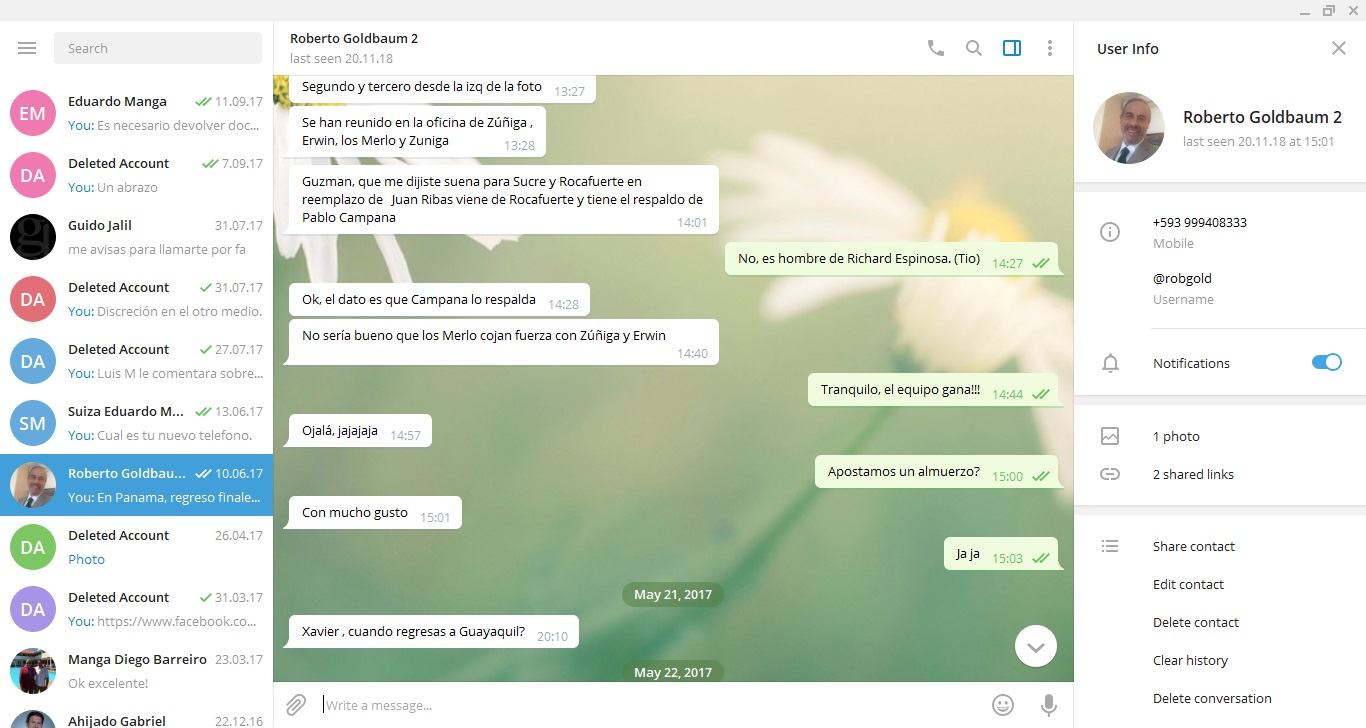 Search
Eduardo Manga 11.09.17
You: Es necesario devolver doc...
Deleted Account 7.09.17
You: Un abrazo
Guido Jalil 31.07.17
me avisas para llamarte por fa
Deleted Account 31.07.17
You: Discreción en el otro medio.
Deleted Account 27.07.17
You: Luis M le comentara sobre...
Suiza Eduardo M... 13.06.17
You: Cual es tu nuevo telefono.
Roberto Goldbau... 10.06.17
You: En Panama, regreso finale...
Deleted Account 26.04.17
Photo
Deleted Account 31.03.17
You: https://www.facebook.co...
Manga Diego Barreiro 23.03.17
Ok excelente!
Ahijado Gabriel 22.12.16
EM
DA
DA
DA
SM
DA
DA
Roberto Goldbaum 2
last seen 20.11.18
Segundo y tercero desde la izq de la foto 13:27
Se han reunido en la oficina de Zúñiga ,
Erwin, los Merlo y Zuniga 13:28
Guzman, que me dijiste suena para Sucre y Rocafuerte en
reemplazo de Juan Ribas viene de Rocafuerte y tiene el respaldo de
Pablo Campana 14:01
No, es hombre de Richard Espinosa. (Tio) 14:27
Ok, el dato es que Campana lo respalda 14:28
No sería bueno que los Merlo cojan fuerza con Zúñiga y Erwin
14:40
Tranquilo, el equipo gana!!! 14:44
Ojalá, jajajaja 14:57
Apostamos un almuerzo? 15:00
Con mucho gusto 15:01
Ja ja 15:03
May 21, 2017
Xavier , cuando regresas a Guayaquil? 20:10
May 22, 2017
Write a message...
User Info
Roberto Goldbaum 2
last seen 20.11.18 at 15:01
+593 999408333
Mobile
@robgold
Username
Notifications
1 photo
2 shared links
Share contact
Edit contact
Delete contact
Clear history
Delete conversation